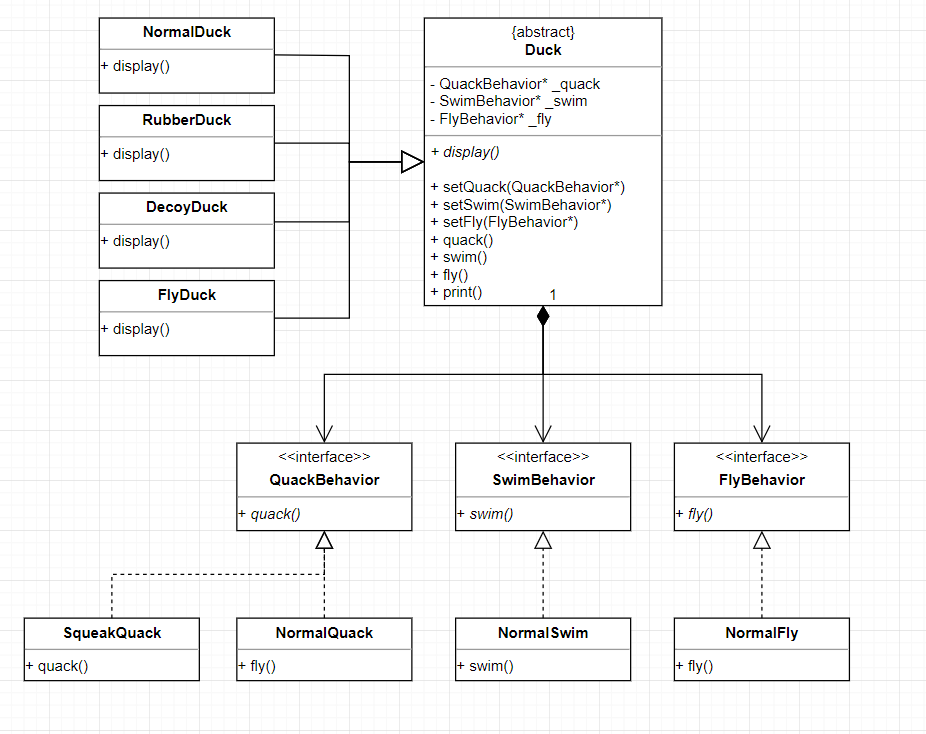 NormalDuck
+ display()
RubberDuck
+ display()
DecoyDuck
+ display()
FlyDuck
+ display()
{abstract}
Duck
- QuackBehavior* _quack
- SwimBehavior* _swim
- FlyBehavior* _fly
+ display()
+ setQuack(QuackBehavior*)
+ setSwim(SwimBehavior*)
+ setFly(FlyBehavior*)
+ quack()
+ swim()
+ fly()
+ print()
1
<<interface>>
QuackBehavior
+ quack()
<<interface>>
SwimBehavior
+ swim()
<<interface>>
FlyBehavior
+ fly()
SqueakQuack
+ quack()
NormalQuack
+ fly()
NormalSwim
+ swim()
NormalFly
+ fly()